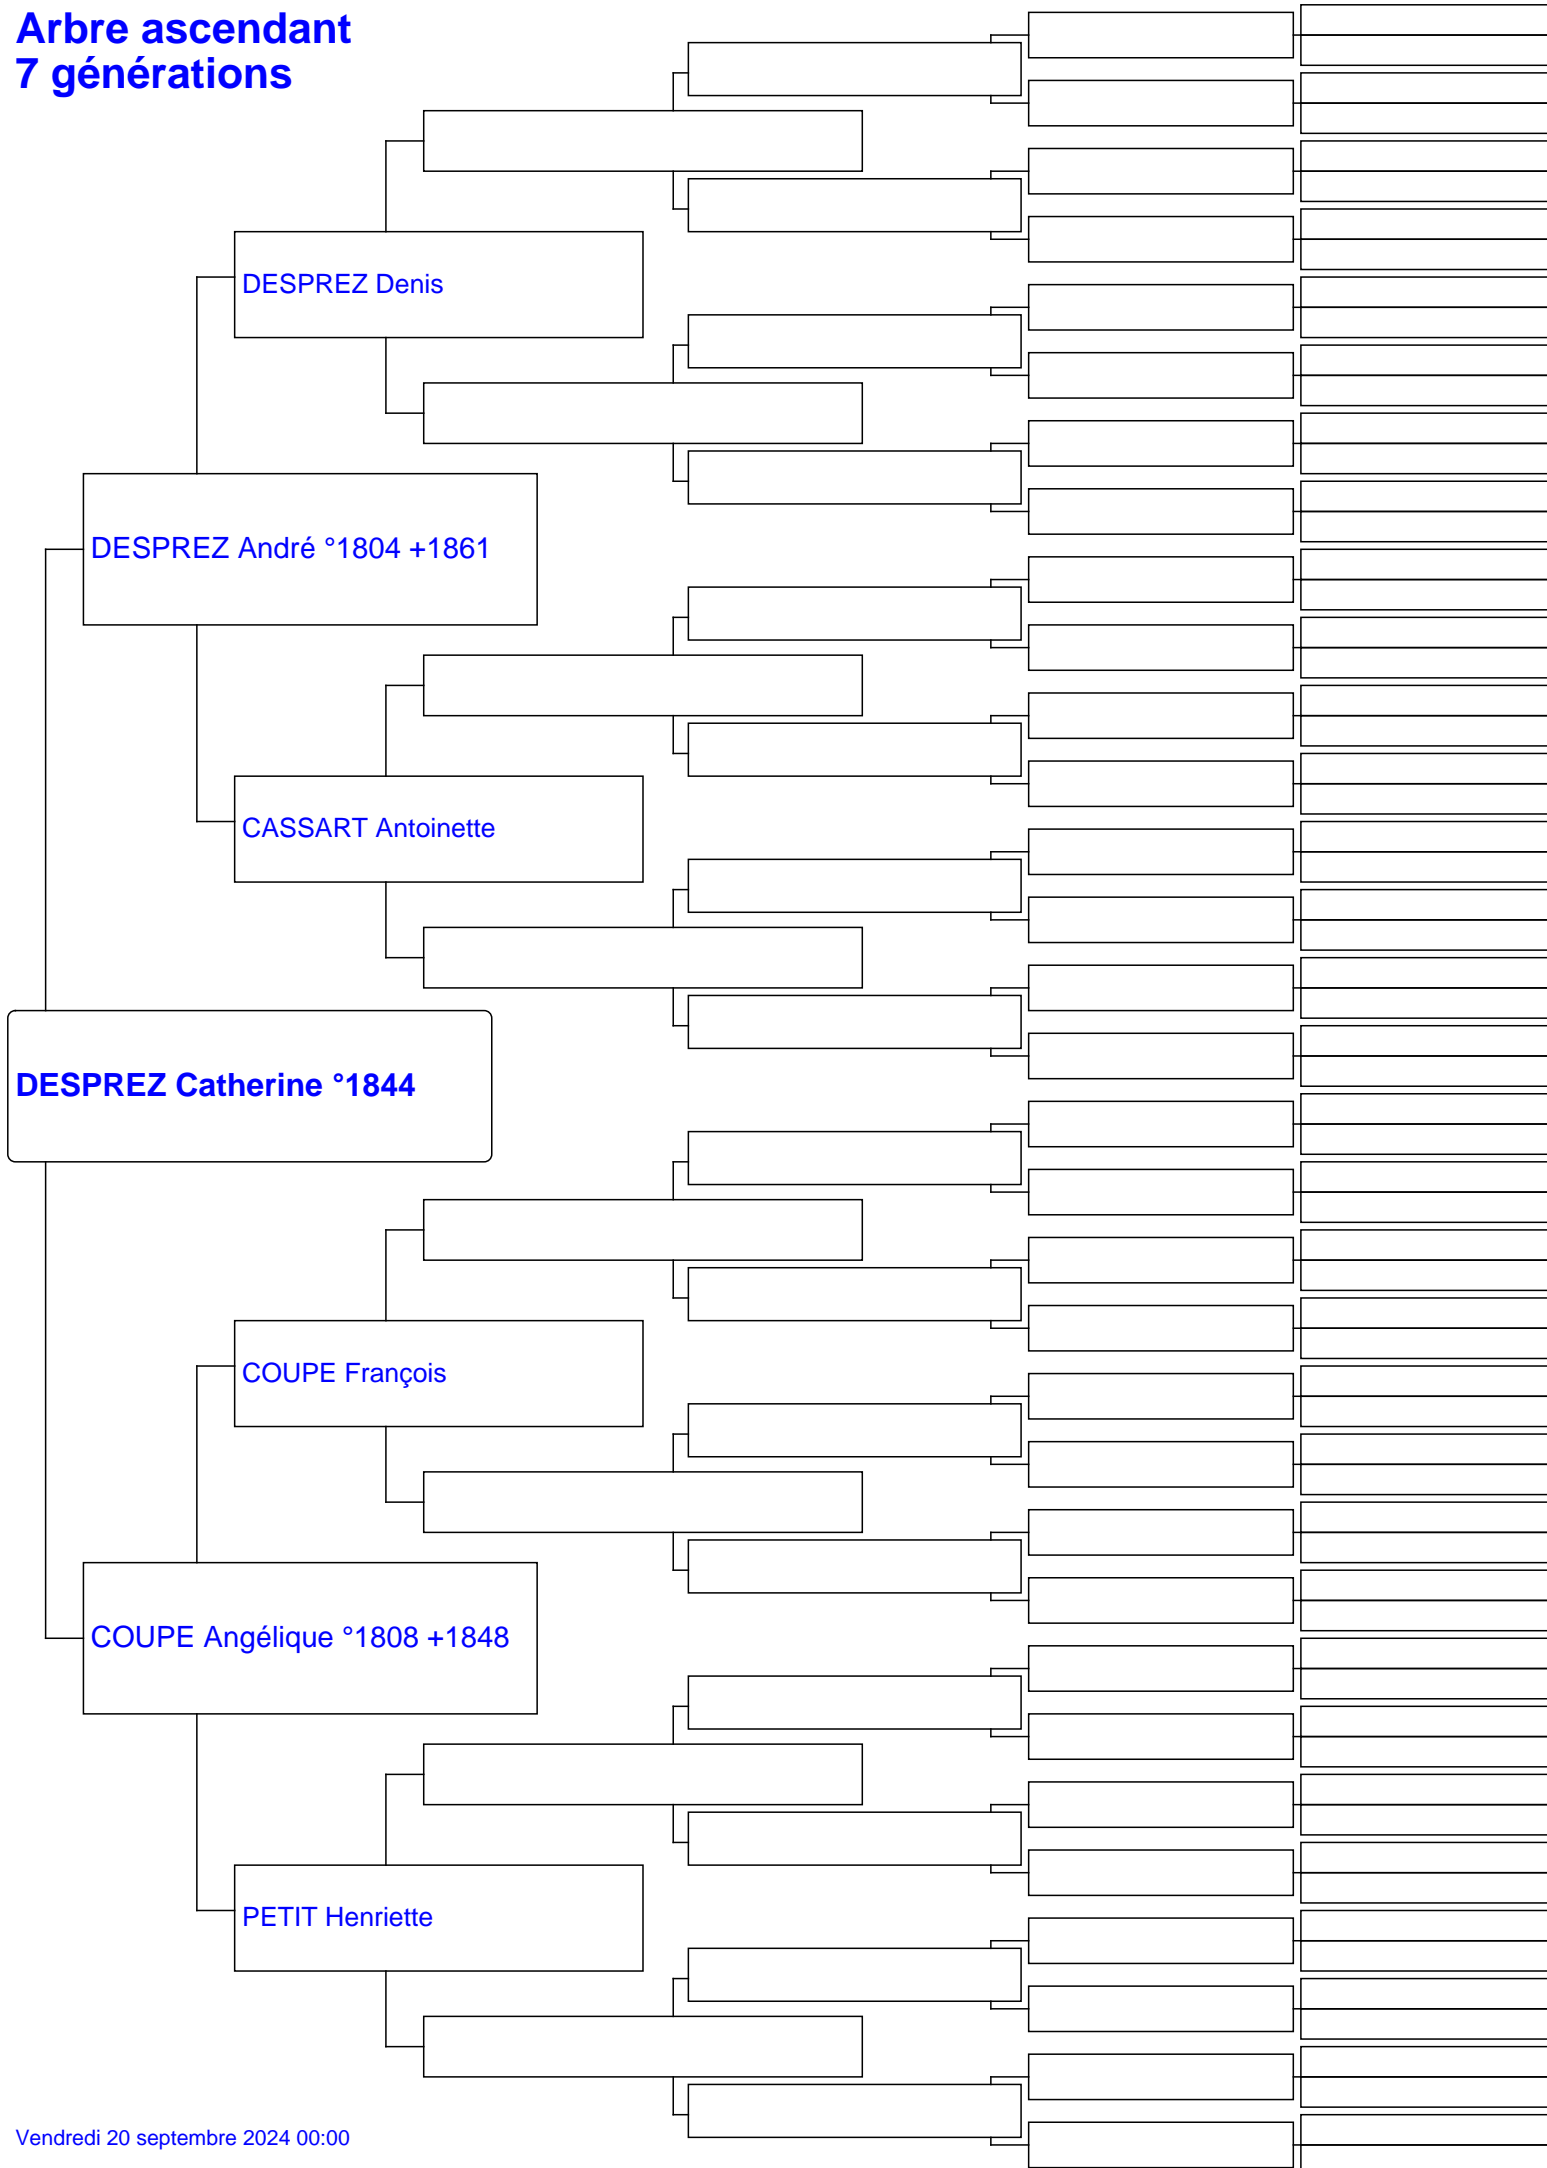 Arbre ascendant
7 générations
DESPREZ Denis
DESPREZ André °1804 +1861
CASSART Antoinette
DESPREZ Catherine °1844
COUPE François
COUPE Angélique °1808 +1848
PETIT Henriette
Vendredi 20 septembre 2024 00:00